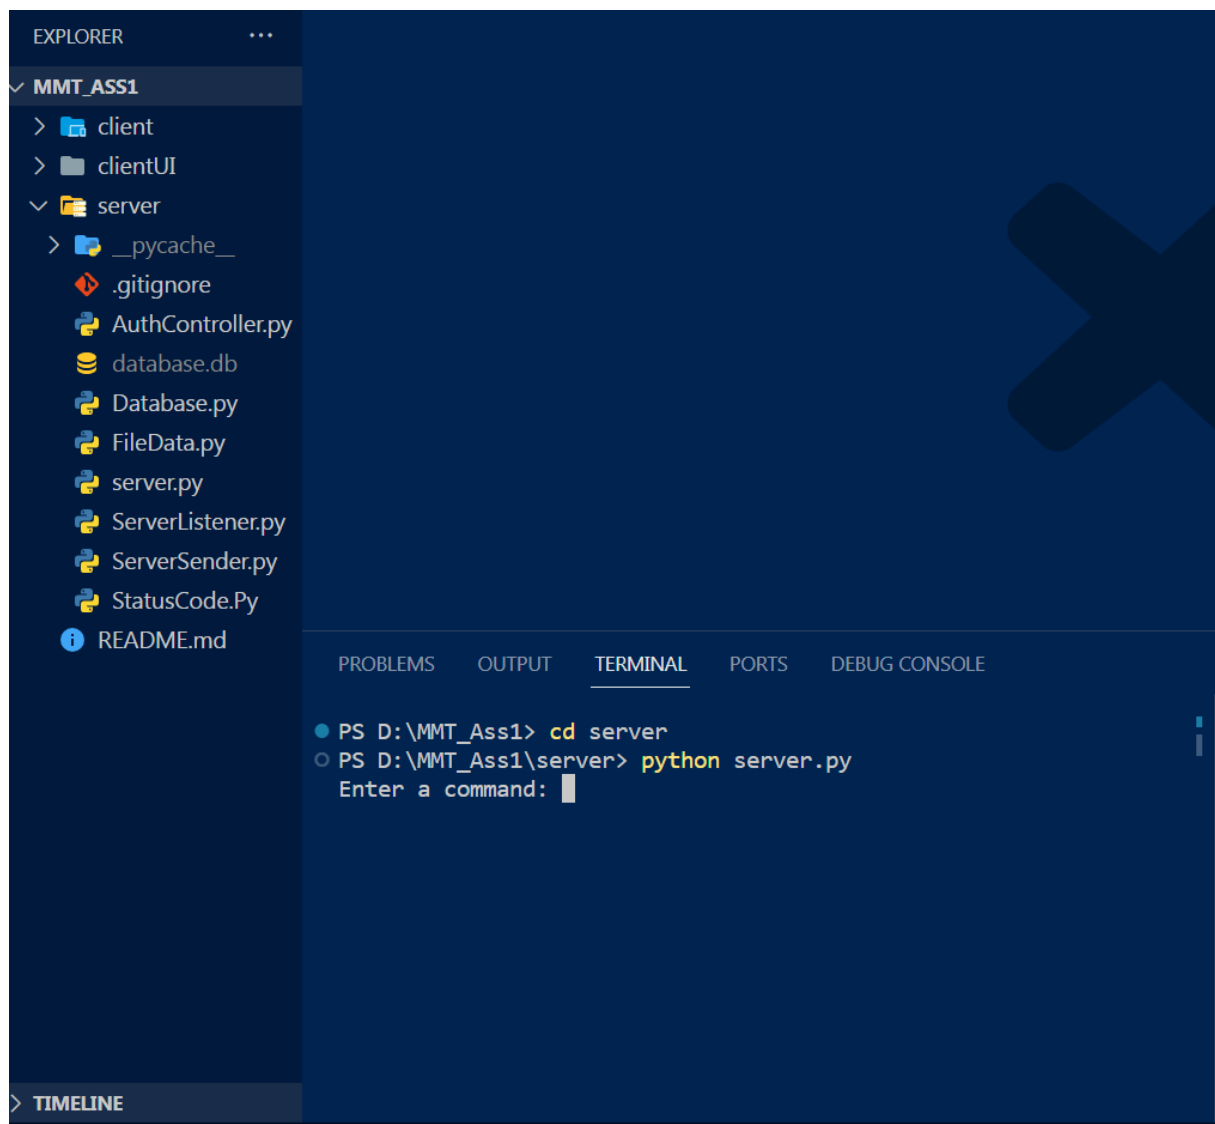 EXPLORER ...
MMT_ASS1
client
clientUI
server
__pycache__
.gitignore
AuthController.py
database.db
Database.py
FileData.py
server.py
ServerListener.py
ServerSender.py
StatusCode.Py
README.md
TIMELINE
PROBLEMS OUTPUT TERMINAL PORTS DEBUG CONSOLE
PS D:\MMT_Ass1> cd server
PS D:\MMT_Ass1\server> python server.py
Enter a command: